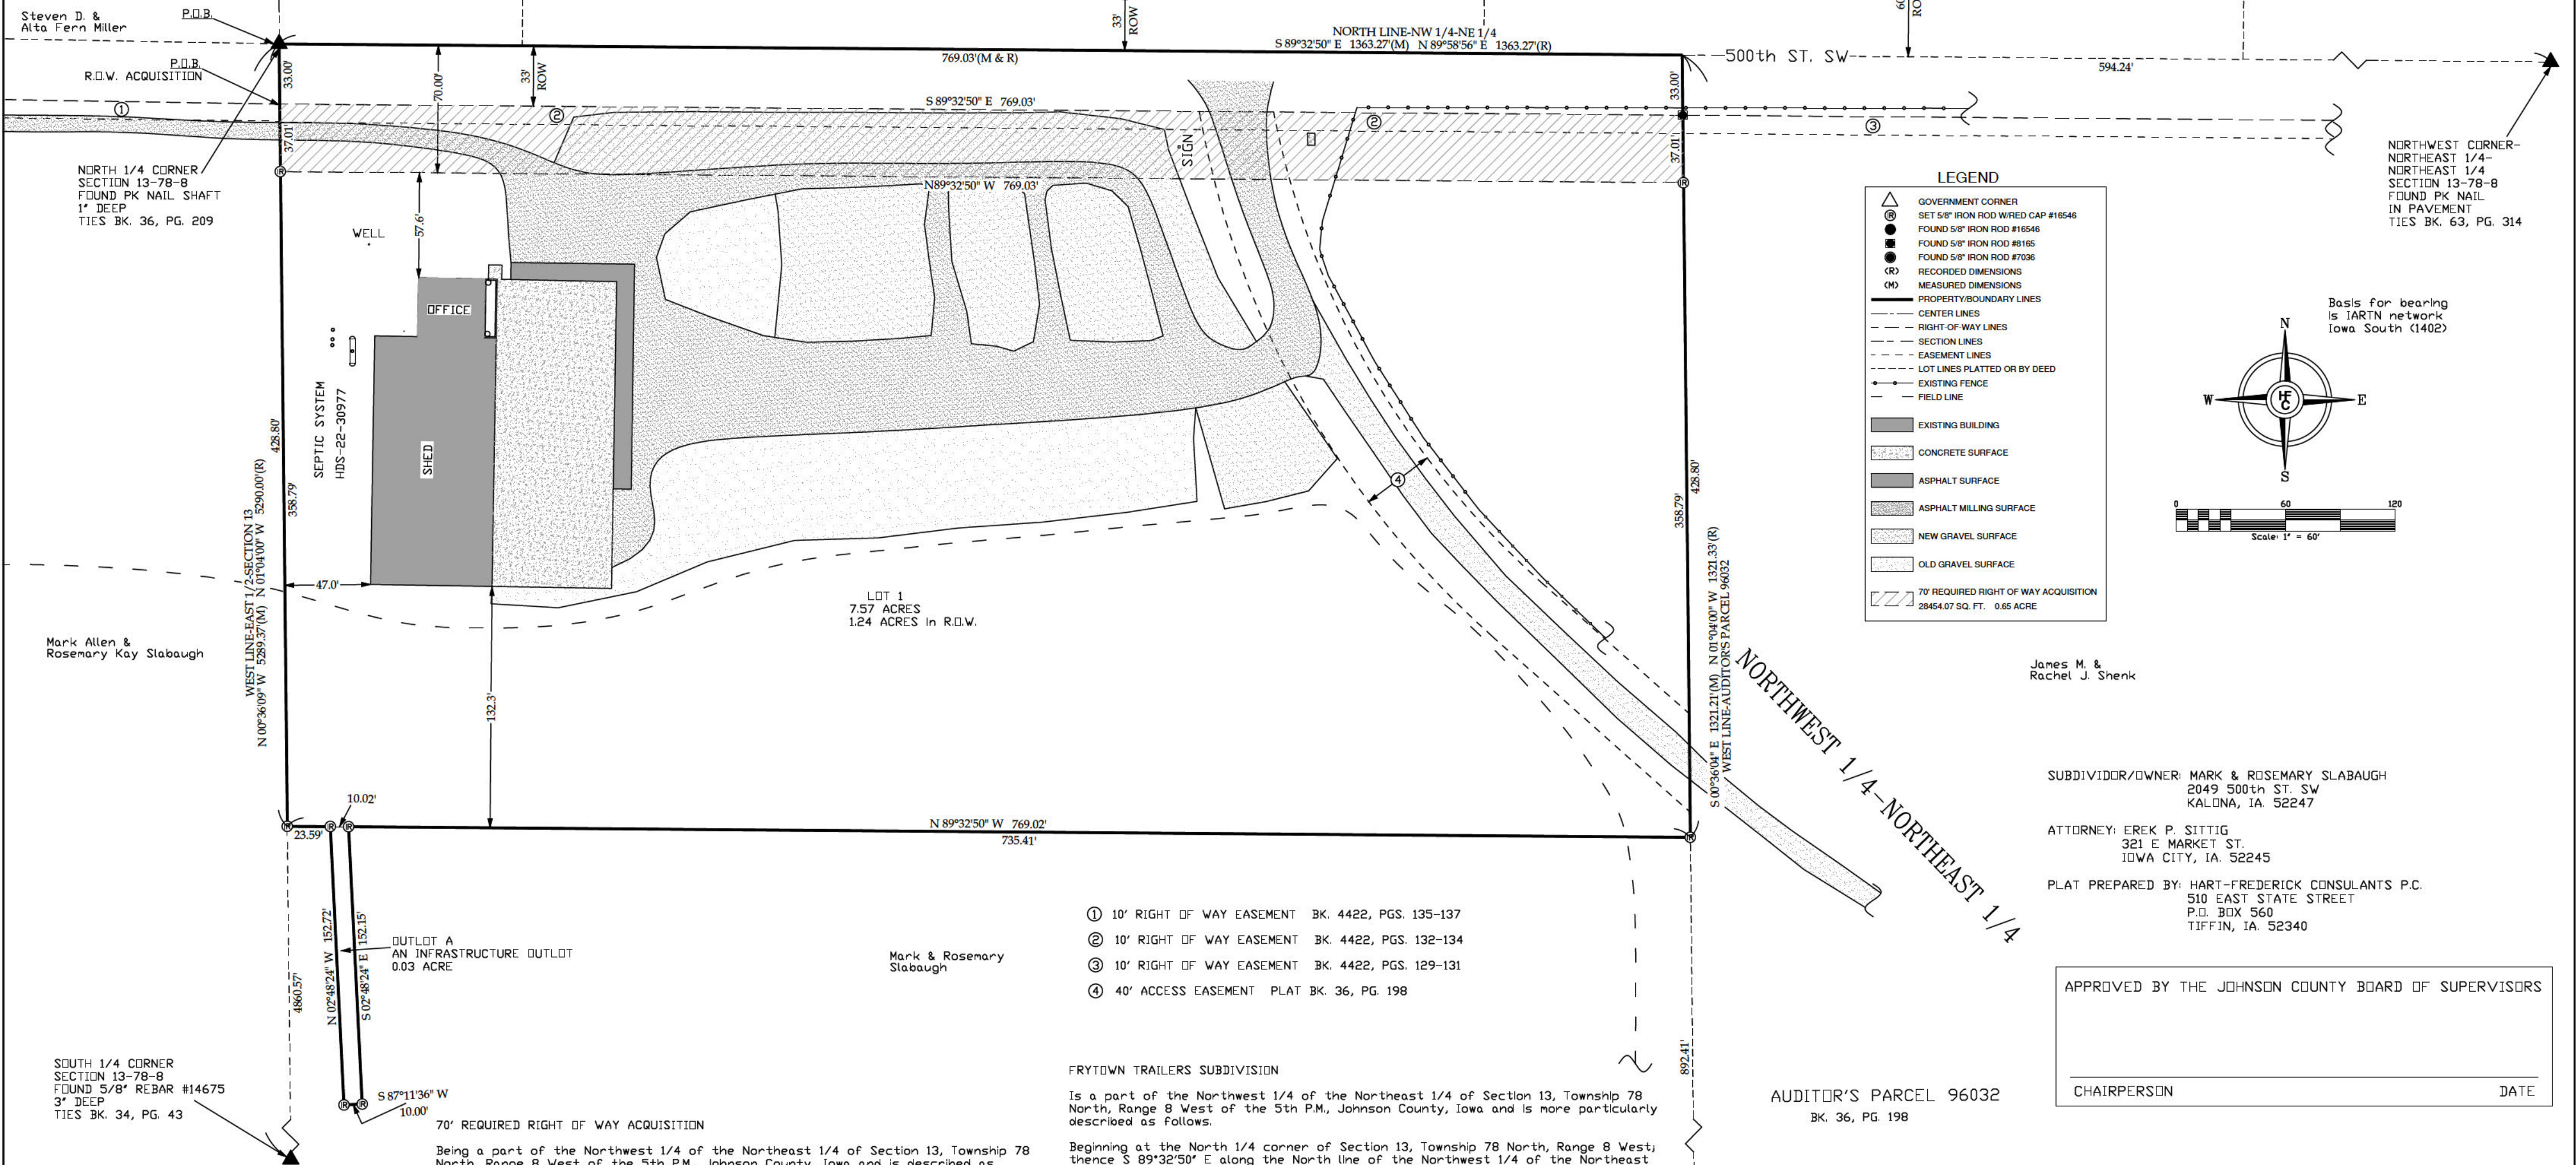 Steven D. &
Alta Fern Miller
P.O.B.
P.O.B.
R.O.W. ACQUISITION
33'
ROW
NORTH LINE-NW 1/4-NE 1/4
S 89°32'50" E 1363.27'(M) N 89°58'56" E 1363.27'(R)
769.03'(M & R)
500th ST. SW
594.24'
33.00'
70.00'
33'
ROW
33.00'
S 89°32'50" E 769.03'
1
2
2
3
37.01'
37.01'
SIGN
N89°32'50" W 769.03'
NORTH 1/4 CORNER
SECTION 13-78-8
FOUND PK NAIL SHAFT
1" DEEP
TIES BK. 36, PG. 209
NORTHWEST CORNER-
NORTHEAST 1/4-
NORTHEAST 1/4
SECTION 13-78-8
FOUND PK NAIL
IN PAVEMENT
TIES BK. 63, PG. 314
WELL
57.6'
OFFICE
SHED
SEPTIC SYSTEM
HDS-22-30977
428.80'
358.79'
WEST LINE-EAST 1/2-SECTION 13
N 00°36'09" W 5289.37'(M) N 01°04'00" W 5290.00'(R)
47.0'
132.3'
4
LOT 1
7.57 ACRES
1.24 ACRES In R.O.W.
428.80'
358.79'
S 00°36'04" E 1321.21'(M) N 01°04'00" W 1321.33'(R)
WEST LINE-AUDITOR'S PARCEL 96032
LEGEND
GOVERNMENT CORNER
SET 5/8" IRON ROD W/RED CAP #16546
FOUND 5/8" IRON ROD #16546
FOUND 5/8" IRON ROD #8165
FOUND 5/8" IRON ROD #7036
(R) RECORDED DIMENSIONS
(M) MEASURED DIMENSIONS
PROPERTY/BOUNDARY LINES
CENTER LINES
RIGHT-OF-WAY LINES
SECTION LINES
EASEMENT LINES
LOT LINES PLATTED OR BY DEED
EXISTING FENCE
FIELD LINE
EXISTING BUILDING
CONCRETE SURFACE
ASPHALT SURFACE
ASPHALT MILLING SURFACE
NEW GRAVEL SURFACE
OLD GRAVEL SURFACE
70' REQUIRED RIGHT OF WAY ACQUISITION
28454.07 SQ. FT. 0.65 ACRE
Basis for bearing
is IARTN network
Iowa South (1402)
N
W
E
S
HFC
0 60 120
Scale: 1" = 60'
Mark Allen &
Rosemary Kay Slabaugh
James M. &
Rachel J. Shenk
NORTHWEST 1/4-NORTHEAST 1/4
SUBDIVIDOR/OWNER: MARK & ROSEMARY SLABAUGH
2049 500th ST. SW
KALONA, IA. 52247
ATTORNEY: EREK P. SITTIG
321 E MARKET ST.
IOWA CITY, IA. 52245
PLAT PREPARED BY: HART-FREDERICK CONSULANTS P.C.
510 EAST STATE STREET
P.O. BOX 560
TIFFIN, IA. 52340
10.02'
23.59'
N 89°32'50" W 769.02'
735.41'
4860.57'
N 02°48'24" W 152.72'
S 02°48'24" E 152.15'
OUTLOT A
AN INFRASTRUCTURE OUTLOT
0.03 ACRE
Mark & Rosemary
Slabaugh
1 10' RIGHT OF WAY EASEMENT BK. 4422, PGS. 135-137
2 10' RIGHT OF WAY EASEMENT BK. 4422, PGS. 132-134
3 10' RIGHT OF WAY EASEMENT BK. 4422, PGS. 129-131
4 40' ACCESS EASEMENT PLAT BK. 36, PG. 198
APPROVED BY THE JOHNSON COUNTY BOARD OF SUPERVISORS
CHAIRPERSON DATE
SOUTH 1/4 CORNER
SECTION 13-78-8
FOUND 5/8" REBAR #14675
3" DEEP
TIES BK. 34, PG. 43
S 87°11'36" W
10.00'
892.41'
AUDITOR'S PARCEL 96032
BK. 36, PG. 198
70' REQUIRED RIGHT OF WAY ACQUISITION
Being a part of the Northwest 1/4 of the Northeast 1/4 of Section 13, Township 78
North, Range 8 West of the 5th P.M., Johnson County, Iowa and is described as
FRYTOWN TRAILERS SUBDIVISION
Is a part of the Northwest 1/4 of the Northeast 1/4 of Section 13, Township 78
North, Range 8 West of the 5th P.M., Johnson County, Iowa and is more particularly
described as follows.
Beginning at the North 1/4 corner of Section 13, Township 78 North, Range 8 West;
thence S 89°32'50" E along the North line of the Northwest 1/4 of the Northeast